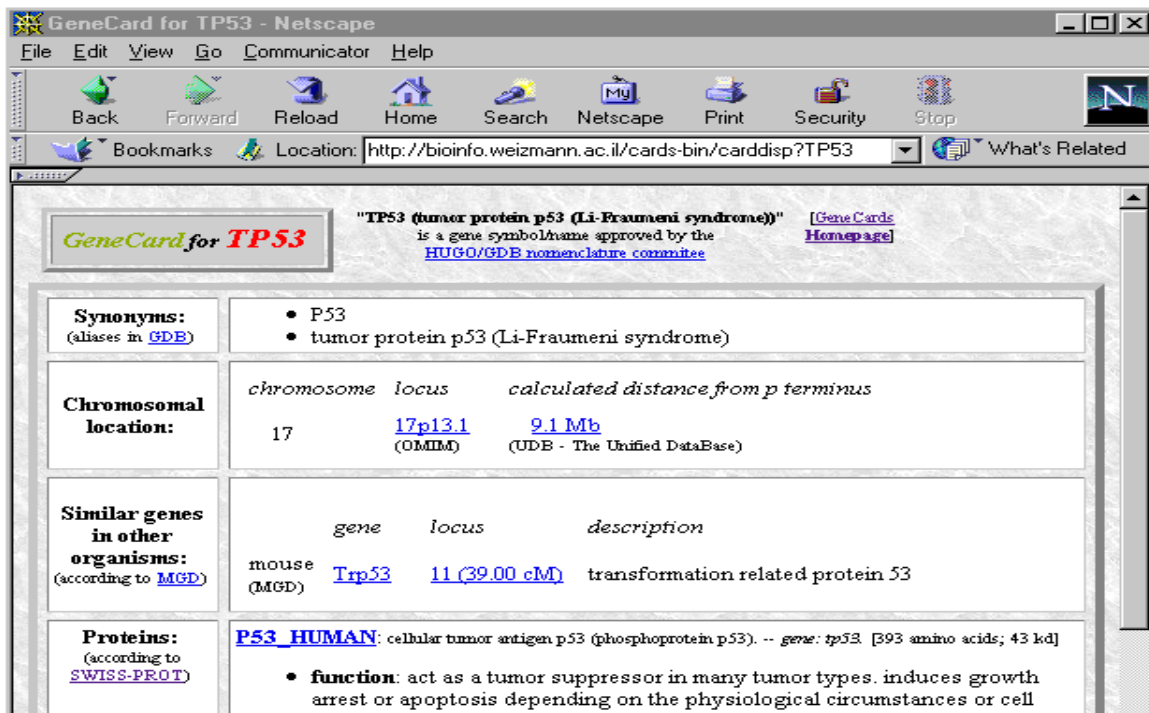 GeneCard for TP53 - Netscape
File Edit View Go Communicator Help
Back Forward Reload Home Search Netscape Print Security Stop
My
N
Bookmarks Location: http://bioinfo.weizmann.ac.il/cards-bin/carddisp?TP53 What's Related
GeneCard for TP53
"TP53 (tumor protein p53 (Li-Fraumeni syndrome))"
is a gene symbol/name approved by the
HUGO/GDB nomenclature commitee
[GeneCards
Homepage]
Synonyms:
(aliases in GDB)
• P53
• tumor protein p53 (Li-Fraumeni syndrome)
Chromosomal
location:
chromosome locus calculated distance from p terminus
17 17p13.1 9.1 Mb
(OMIM) (UDB - The Unified DataBase)
Similar genes
in other
organisms:
(according to MGD)
gene locus description
mouse
(MGD)
Trp53 11 (39.00 cM) transformation related protein 53
Proteins:
(according to
SWISS-PROT)
P53_HUMAN: cellular tumor antigen p53 (phosphoprotein p53). -- gene: tp53. [393 amino acids; 43 kd]
• function: act as a tumor suppressor in many tumor types. induces growth
arrest or apoptosis depending on the physiological circumstances or cell